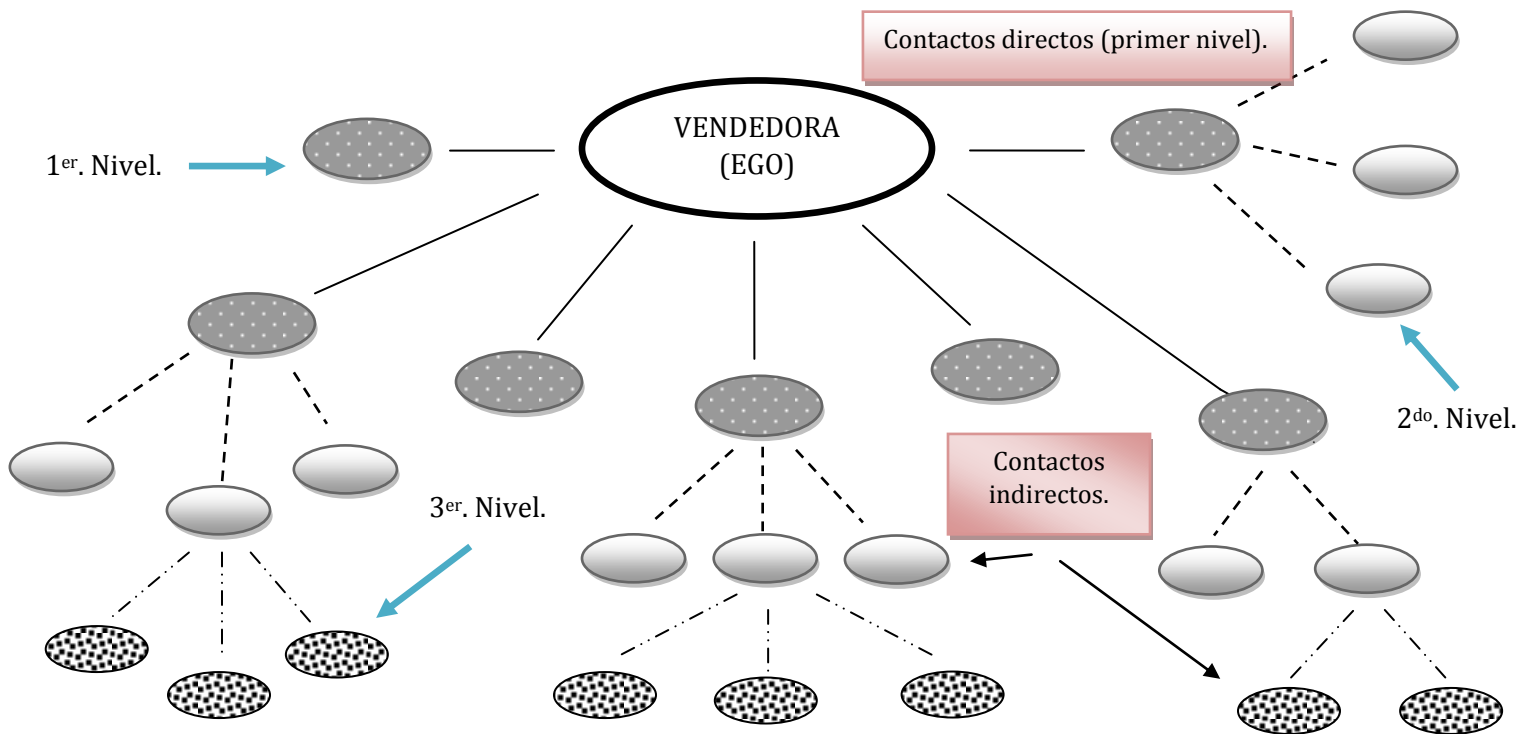 Contactos directos (primer nivel).
VENDEDORA
(EGO)
1er. Nivel.
2do. Nivel.
Contactos
indirectos.
3er. Nivel.